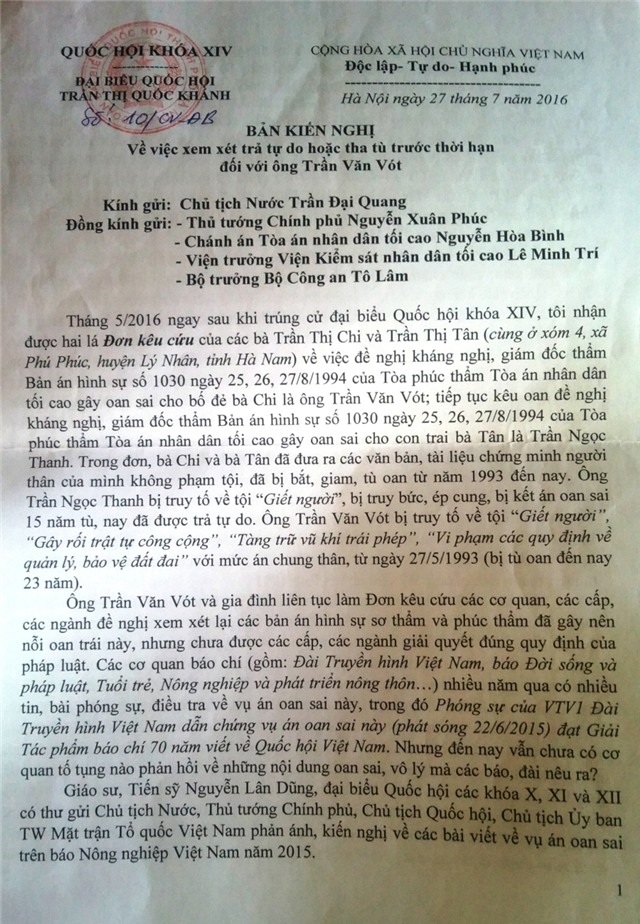 QUỐC HỘI KHÓA XIV
ĐẠI BIỂU QUỐC HỘI
TRẦN THỊ QUỐC KHÁNH
Số: 10/CV-ĐB
CỘNG HÒA XÃ HỘI CHỦ NGHĨA VIỆT NAM
Độc lập- Tự do- Hạnh phúc
Hà Nội ngày 27 tháng 7 năm 2016
BẢN KIẾN NGHỊ
Về việc xem xét trả tự do hoặc tha tù trước thời hạn
đối với ông Trần Văn Vót
Kính gửi: Chủ tịch Nước Trần Đại Quang
Đồng kính gửi: - Thủ tướng Chính phủ Nguyễn Xuân Phúc
- Chánh án Tòa án nhân dân tối cao Nguyễn Hòa Bình
- Viện trưởng Viện Kiểm sát nhân dân tối cao Lê Minh Trí
- Bộ trưởng Bộ Công an Tô Lâm
Tháng 5/2016 ngay sau khi trúng cử đại biểu Quốc hội khóa XIV, tôi nhận
được hai lá Đơn kêu cứu của các bà Trần Thị Chi và Trần Thị Tân (cùng ở xóm 4, xã
Phú Phúc, huyện Lý Nhân, tỉnh Hà Nam) về việc đề nghị kháng nghị, giám đốc thẩm
Bản án hình sự số 1030 ngày 25, 26, 27/8/1994 của Tòa phúc thẩm Tòa án nhân dân
tối cao gây oan sai cho bố đẻ bà Chi là ông Trần Văn Vót; tiếp tục kêu oan đề nghị
kháng nghị, giám đốc thẩm Bản án hình sự số 1030 ngày 25, 26, 27/8/1994 của Tòa
phúc thẩm Tòa án nhân dân tối cao gây oan sai cho con trai bà Tân là Trần Ngọc
Thanh. Trong đơn, bà Chi và bà Tân đã đưa ra các văn bản, tài liệu chứng minh người
thân của mình không phạm tội, đã bị bắt, giam, tù oan từ năm 1993 đến nay. Ông
Trần Ngọc Thanh bị truy tố về tội “Giết người”, bị truy bức, ép cung, bị kết án oan sai
15 năm tù, nay đã được trả tự do. Ông Trần Văn Vót bị truy tố về tội “Giết người”,
“Gây rối trật tự công cộng”, “Tàng trữ vũ khí trái phép”, “Vi phạm các quy định về
quản lý, bảo vệ đất đai” với mức án chung thân, từ ngày 27/5/1993 (bị tù oan đến nay
23 năm).
Ông Trần Văn Vót và gia đình liên tục làm Đơn kêu cứu các cơ quan, các cấp,
các ngành đề nghị xem xét lại các bản án hình sự sơ thẩm và phúc thẩm đã gây nên
nỗi oan trái này, nhưng chưa được các cấp, các ngành giải quyết đúng quy định của
pháp luật. Các cơ quan báo chí (gồm: Đài Truyền hình Việt Nam, báo Đời sống và
pháp luật, Tuổi trẻ, Nông nghiệp và phát triển nông thôn…) nhiều năm qua có nhiều
tin, bài phóng sự, điều tra về vụ án oan sai này, trong đó Phóng sự của VTV1 Đài
Truyền hình Việt Nam dẫn chứng vụ án oan sai này (phát sóng 22/6/2015) đạt Giải
Tác phẩm báo chí 70 năm viết về Quốc hội Việt Nam. Nhưng đến nay vẫn chưa có cơ
quan tố tụng nào phản hồi về những nội dung oan sai, vô lý mà các báo, đài nêu ra?
Giáo sư, Tiến sỹ Nguyễn Lân Dũng, đại biểu Quốc hội các khóa X, XI và XII
có thư gửi Chủ tịch Nước, Thủ tướng Chính phủ, Chủ tịch Quốc hội, Chủ tịch Ủy ban
TW Mặt trận Tổ quốc Việt Nam phản ánh, kiến nghị về các bài viết về vụ án oan sai
trên báo Nông nghiệp Việt Nam năm 2015.
1